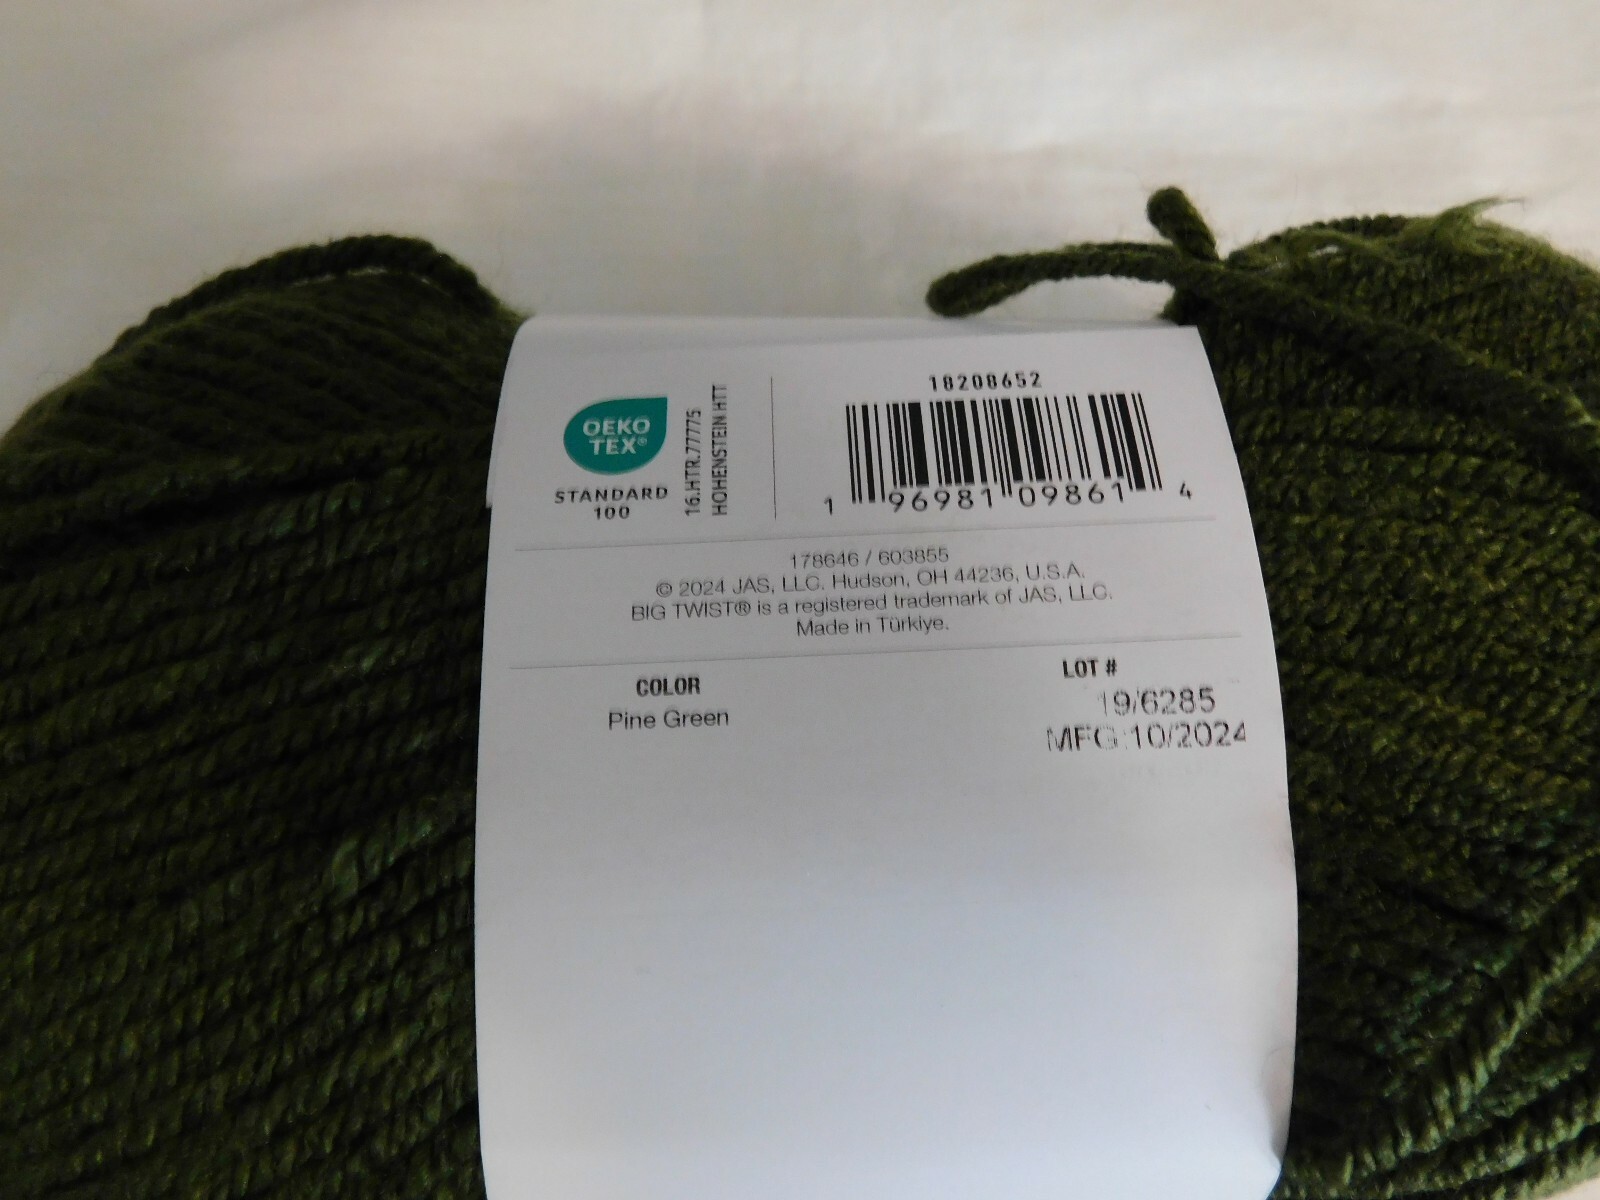 OEKO
TEX®
STANDARD
100
16.HTR.77775
HOHENSTEIN HTT
18208652
1 96981 09861 4
178646 / 603855
© 2024 JAS, LLC. Hudson, OH 44236, U.S.A.
BIG TWIST® is a registered trademark of JAS, LLC.
Made in Türkiye.
COLOR
Pine Green
LOT #
19/6285
MFG:10/2024